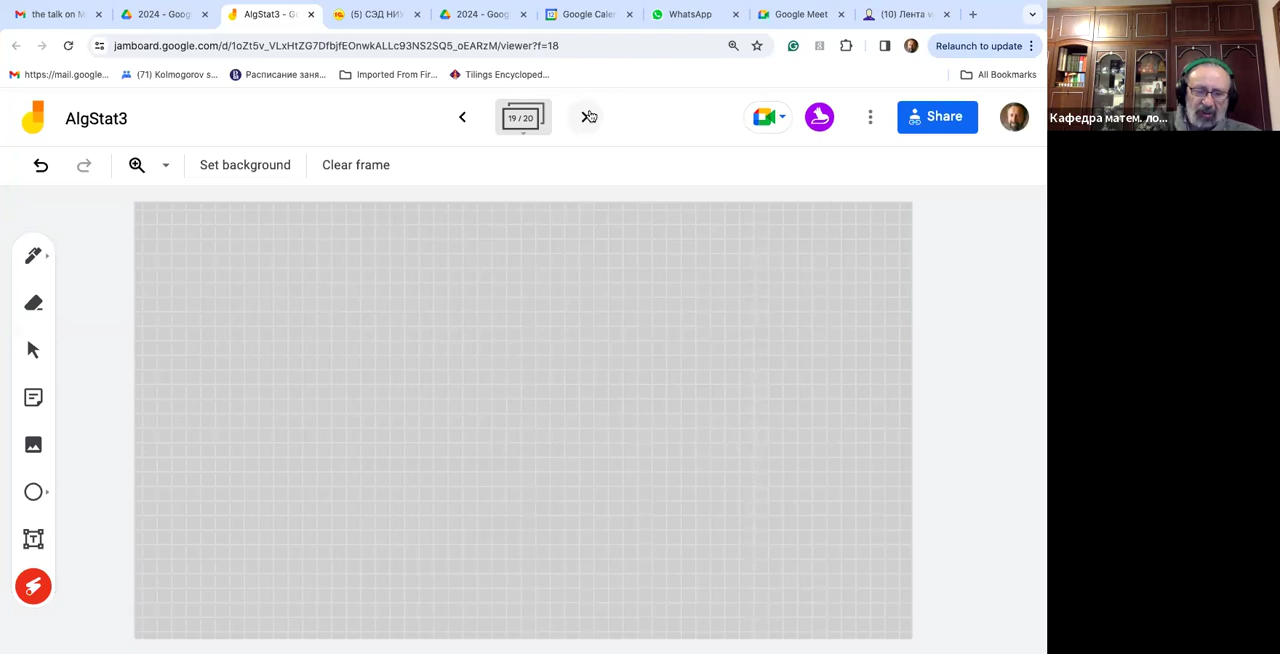 the talk on M
2024 - Goog
AlgStat3 - G
(5) СЭД НИ
2024 - Goog
Google Caler
WhatsApp
Google Meet
(10) Лента
jamboard.google.com/d/1oZt5v_VLxHtZG7DfbjfEOnwkALLc93NS2SQ5_oEARzM/viewer?f=18
Relaunch to update
https://mail.google...
(71) Kolmogorov s...
Расписание заня...
Imported From Fir...
Tilings Encycloped...
All Bookmarks
AlgStat3
19 / 20
Share
Кафедра матем. ло...
Set background
Clear frame